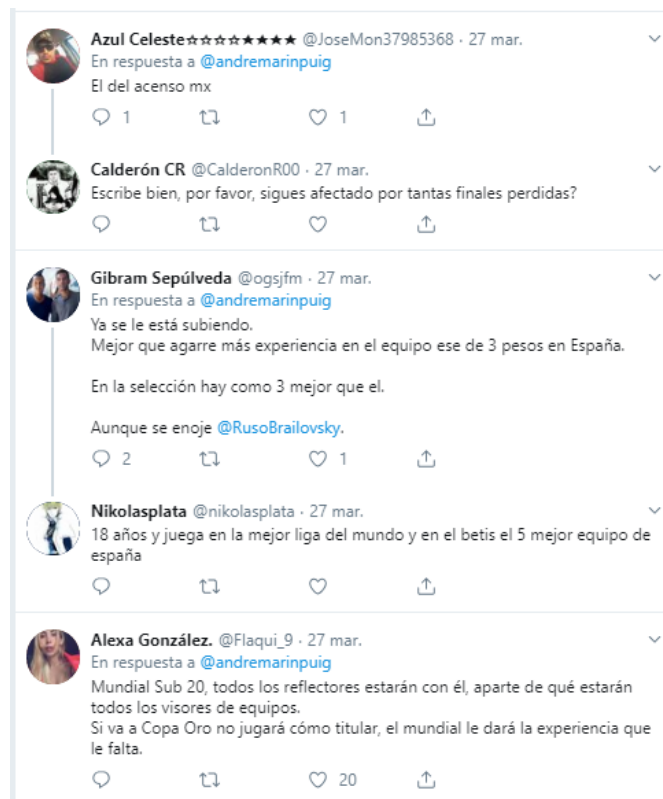 Azul Celeste☆☆☆☆★★★★ @JoseMon37985368 · 27 mar.
En respuesta a @andremarinpuig
El del acenso mx
1 1
Calderón CR @CalderonR00 · 27 mar.
Escribe bien, por favor, sigues afectado por tantas finales perdidas?
Gibram Sepúlveda @ogsjfm · 27 mar.
En respuesta a @andremarinpuig
Ya se le está subiendo.
Mejor que agarre más experiencia en el equipo ese de 3 pesos en España.
En la selección hay como 3 mejor que el.
Aunque se enoje @RusoBrailovsky.
2 1
Nikolasplata @nikolasplata · 27 mar.
18 años y juega en la mejor liga del mundo y en el betis el 5 mejor equipo de
españa
Alexa González. @Flaqui_9 · 27 mar.
En respuesta a @andremarinpuig
Mundial Sub 20, todos los reflectores estarán con él, aparte de qué estarán
todos los visores de equipos.
Si va a Copa Oro no jugará cómo titular, el mundial le dará la experiencia que
le falta.
20